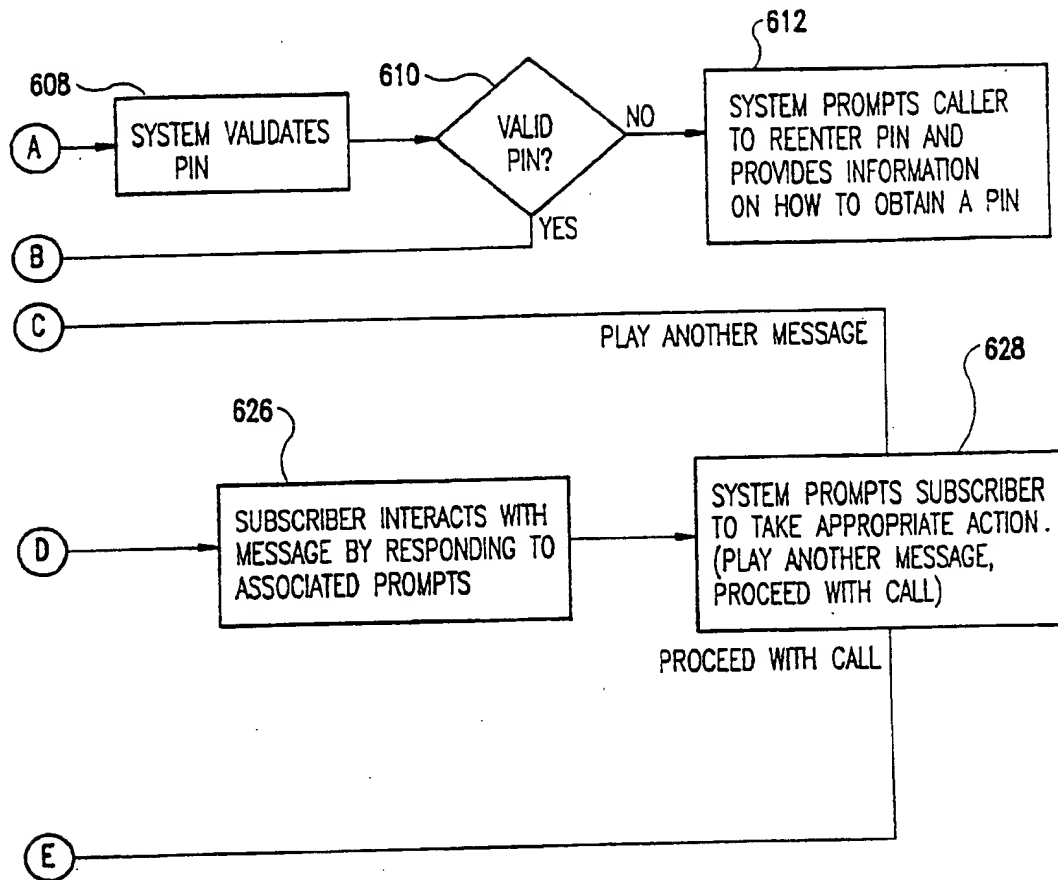 608
610
612
A
SYSTEM VALIDATES
PIN
VALID
PIN?
NO
YES
SYSTEM PROMPTS CALLER
TO REENTER PIN AND
PROVIDES INFORMATION
ON HOW TO OBTAIN A PIN
B
C
PLAY ANOTHER MESSAGE
628
626
D
SUBSCRIBER INTERACTS WITH
MESSAGE BY RESPONDING TO
ASSOCIATED PROMPTS
SYSTEM PROMPTS SUBSCRIBER
TO TAKE APPROPRIATE ACTION.
(PLAY ANOTHER MESSAGE,
PROCEED WITH CALL)
PROCEED WITH CALL
E